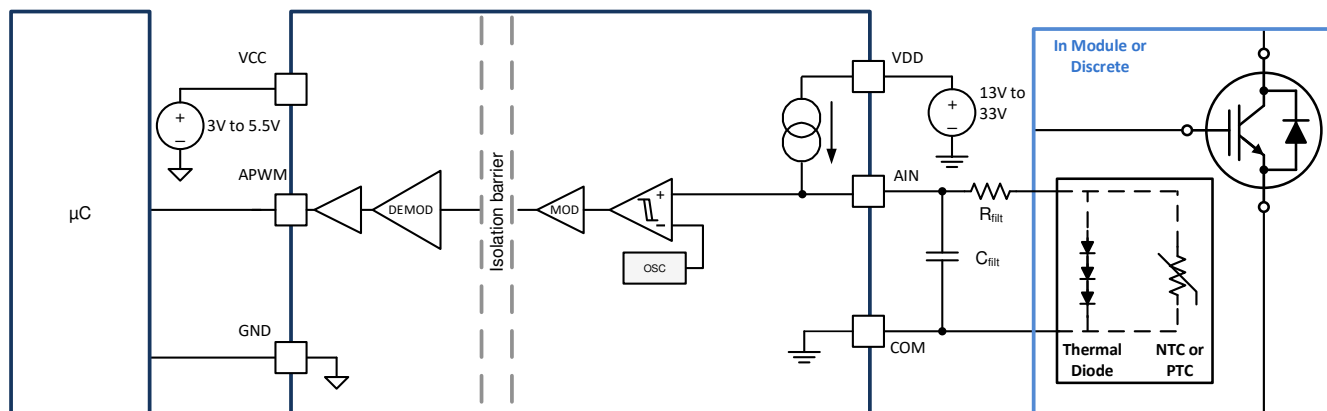 µC
VCC
+
−
3V to 5.5V
APWM
GND
DEMOD
Isolation barrier
MOD
+
−
OSC
VDD
+
−
13V to
33V
AIN
Rfilt
Cfilt
COM
In Module or
Discrete
Thermal
Diode
NTC or
PTC